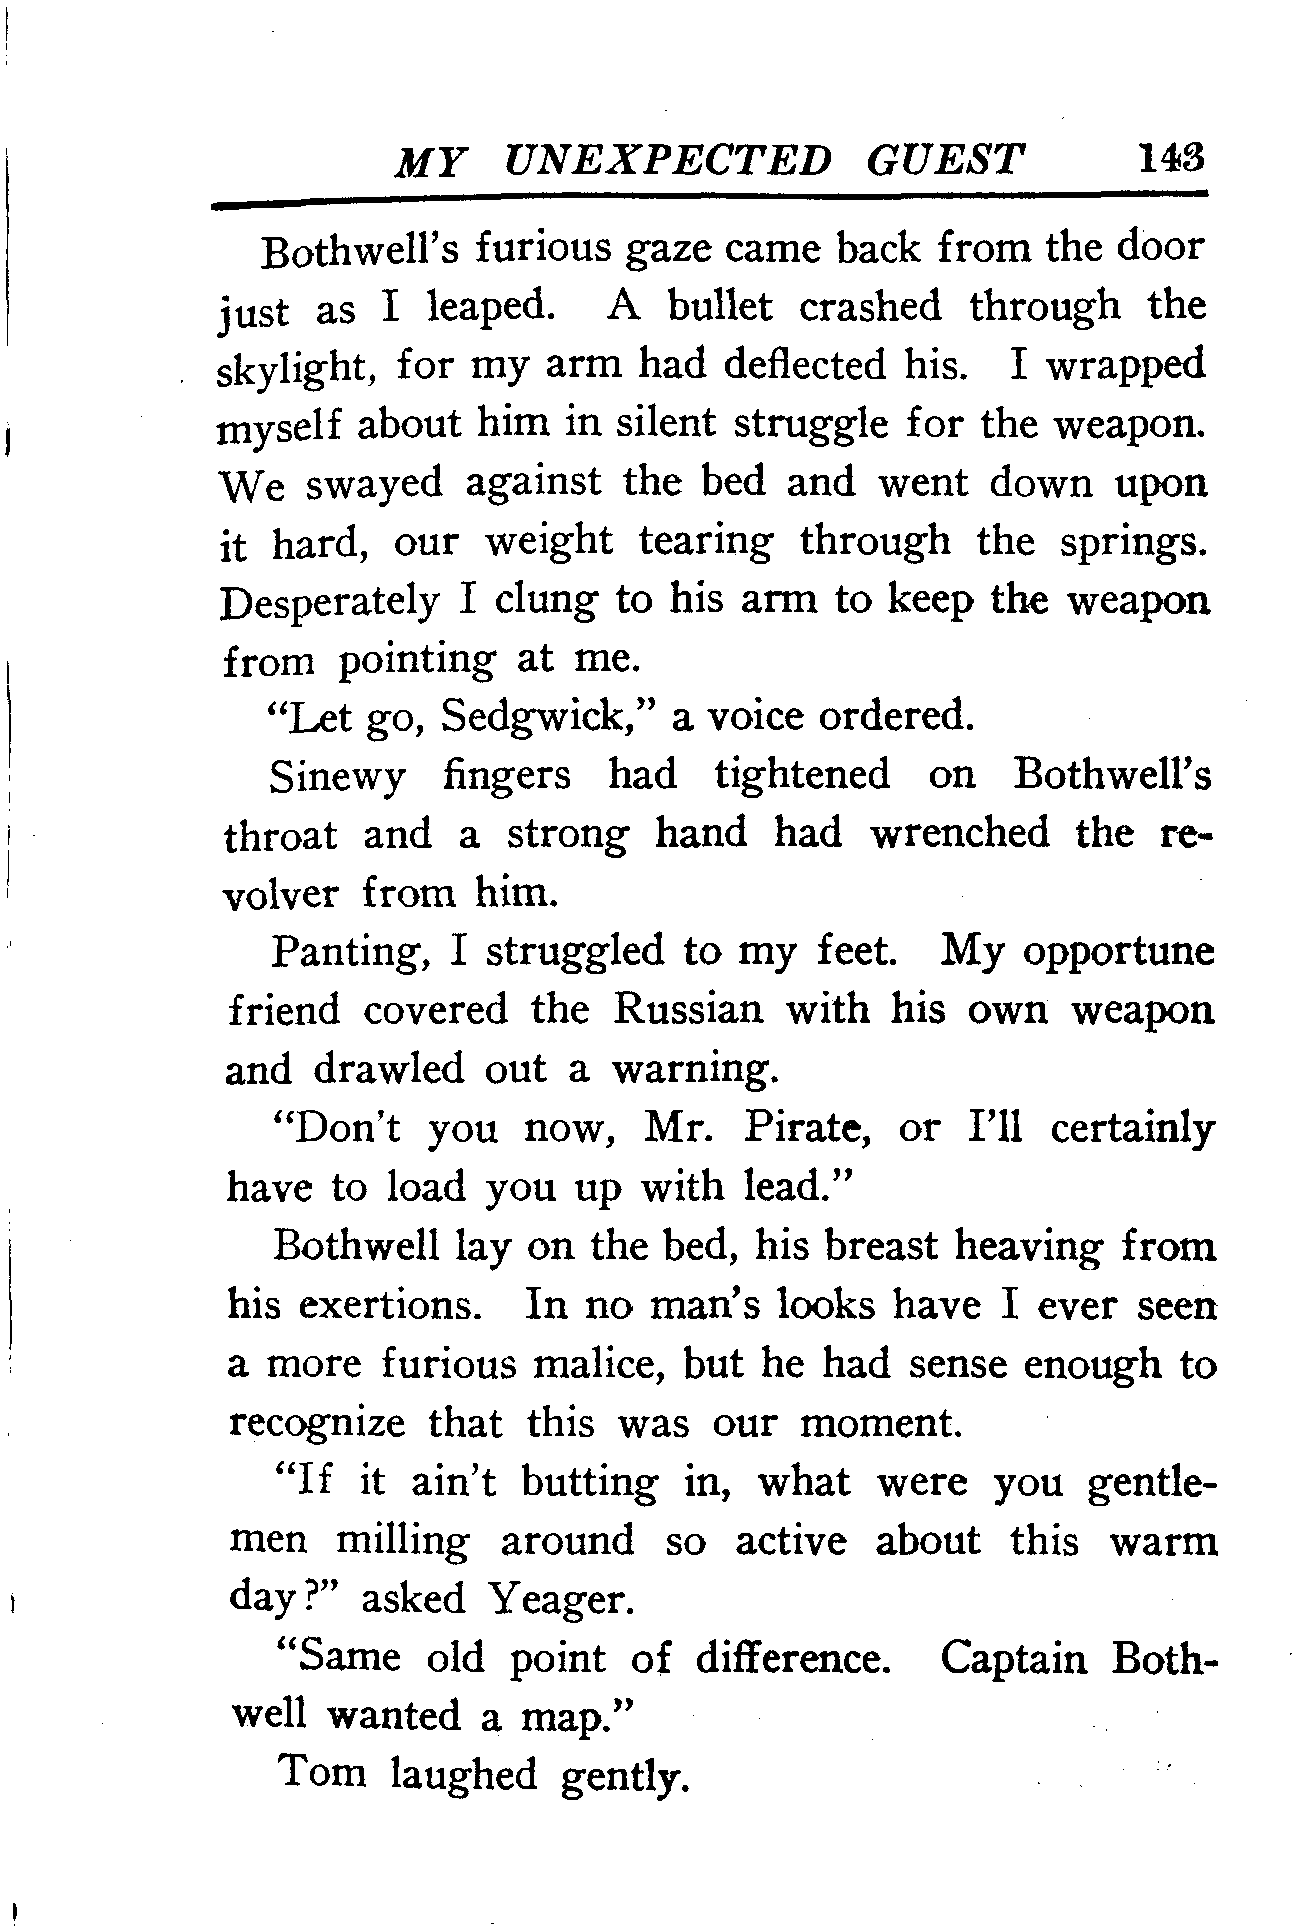 MY UNEXPECTED GUEST 143
Bothwell's furious gaze came back from the door
just as I leaped. A bullet crashed through the
skylight, for my arm had deflected his. I wrapped
myself about him in silent struggle for the weapon.
We swayed against the bed and went down upon
it hard, our weight tearing through the springs.
Desperately I clung to his arm to keep the weapon
from pointing at me.
“Let go, Sedgwick,” a voice ordered.
Sinewy fingers had tightened on Bothwell's
throat and a strong hand had wrenched the re-
volver from him.
Panting, I struggled to my feet. My opportune
friend covered the Russian with his own weapon
and drawled out a warning.
“Don't you now, Mr. Pirate, or I'll certainly
have to load you up with lead.”
Bothwell lay on the bed, his breast heaving from
his exertions. In no man's looks have I ever seen
a more furious malice, but he had sense enough to
recognize that this was our moment.
“If it ain't butting in, what were you gentle-
men milling around so active about this warm
day?” asked Yeager.
“Same old point of difference. Captain Both-
well wanted a map.”
Tom laughed gently.